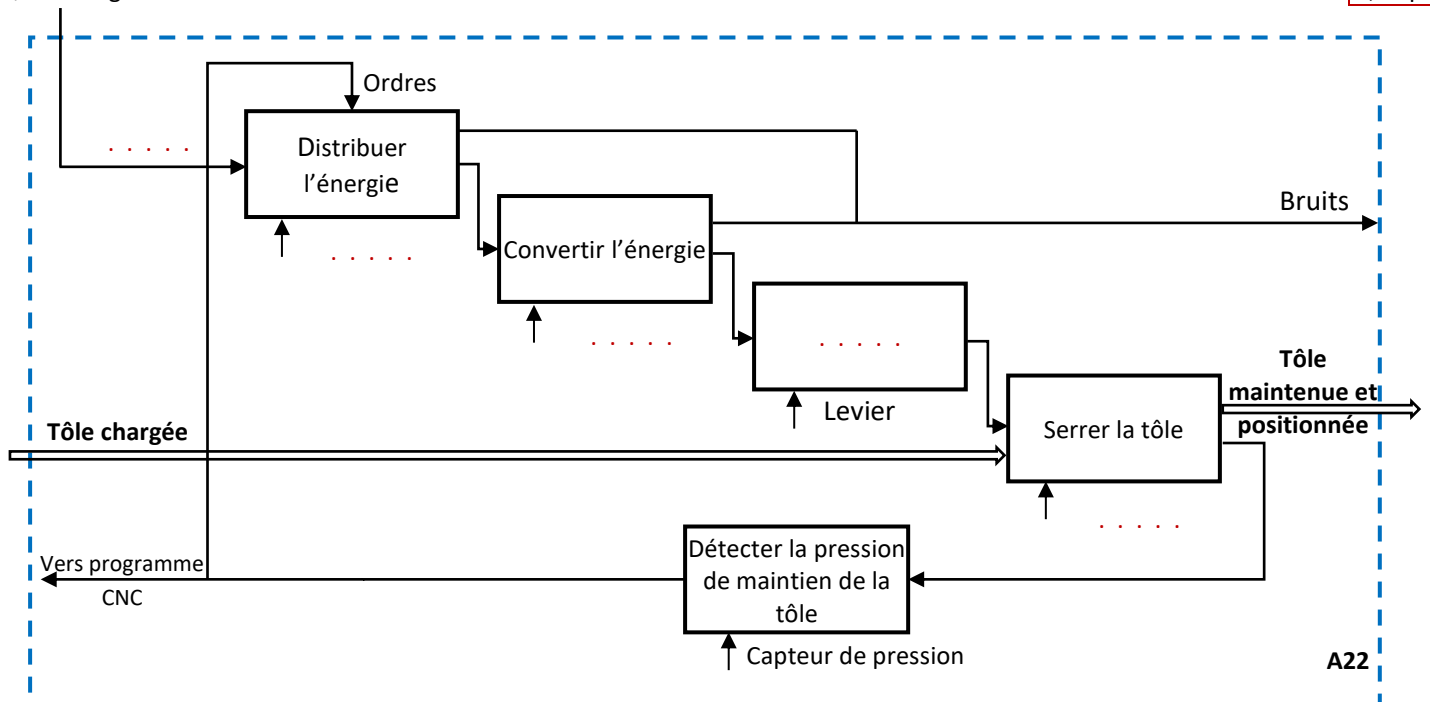 Ordres
. . . . .
Distribuer
l’énergie
Bruits
. . . . .
Convertir l’énergie
. . . . .
. . . . .
Tôle
maintenue et
positionnée
Levier
Serrer la tôle
Tôle chargée
. . . . .
Détecter la pression
de maintien de la
tôle
Vers programme
CNC
Capteur de pression
A22